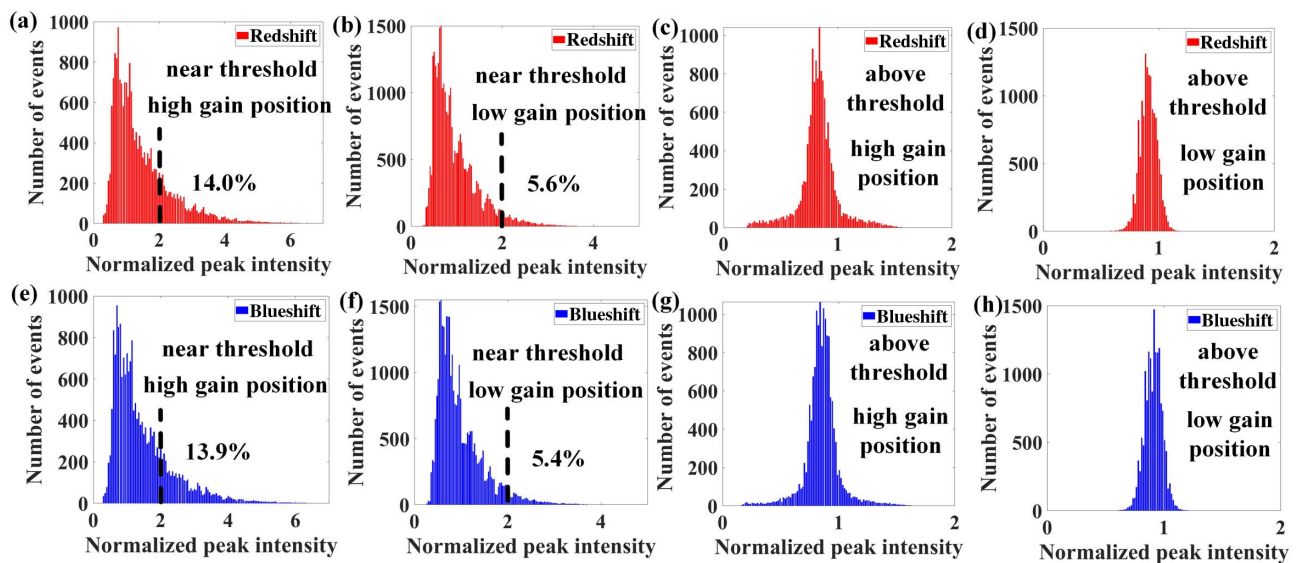 (a)
1000
800
600
400
200
0
Number of events
Redshift
near threshold
high gain position
14.0%
0 2 4 6
Normalized peak intensity
(b)
1500
1000
500
0
Number of events
Redshift
near threshold
low gain position
5.6%
0 2 4
Normalized peak intensity
(c)
1000
800
600
400
200
0
Number of events
Redshift
above
threshold
high gain
position
0 1 2
Normalized peak intensity
(d)
1500
1000
500
0
Number of events
Redshift
above
threshold
low gain
position
0 1 2
Normalized peak intensity
(e)
1000
800
600
400
200
0
Number of events
Blueshift
near threshold
high gain position
13.9%
0 2 4 6
Normalized peak intensity
(f)
1500
1000
500
0
Number of events
Blueshift
near threshold
low gain position
5.4%
0 2 4
Normalized peak intensity
(g)
1000
800
600
400
200
0
Number of events
Blueshift
above
threshold
high gain
position
0 1 2
Normalized peak intensity
(h)
1500
1000
500
0
Number of events
Blueshift
above
threshold
low gain
position
0 1 2
Normalized peak intensity